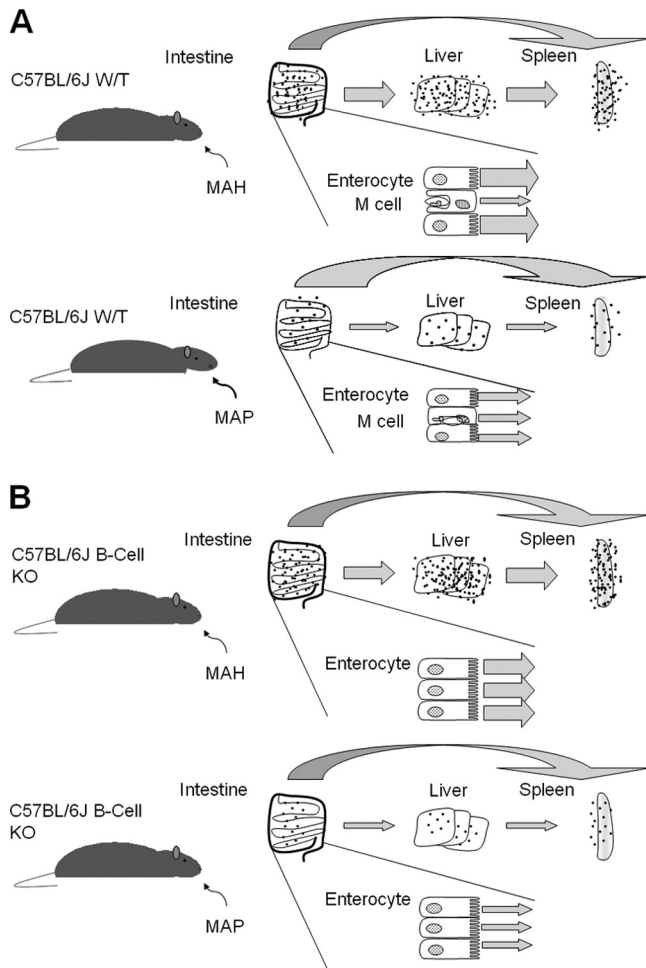 A
Intestine
Liver
Spleen
C57BL/6J W/T
MAH
Enterocyte
M cell
Intestine
Liver
Spleen
C57BL/6J W/T
MAP
Enterocyte
M cell
B
Intestine
Liver
Spleen
C57BL/6J B-Cell
KO
MAH
Enterocyte
Intestine
Liver
Spleen
C57BL/6J B-Cell
KO
MAP
Enterocyte